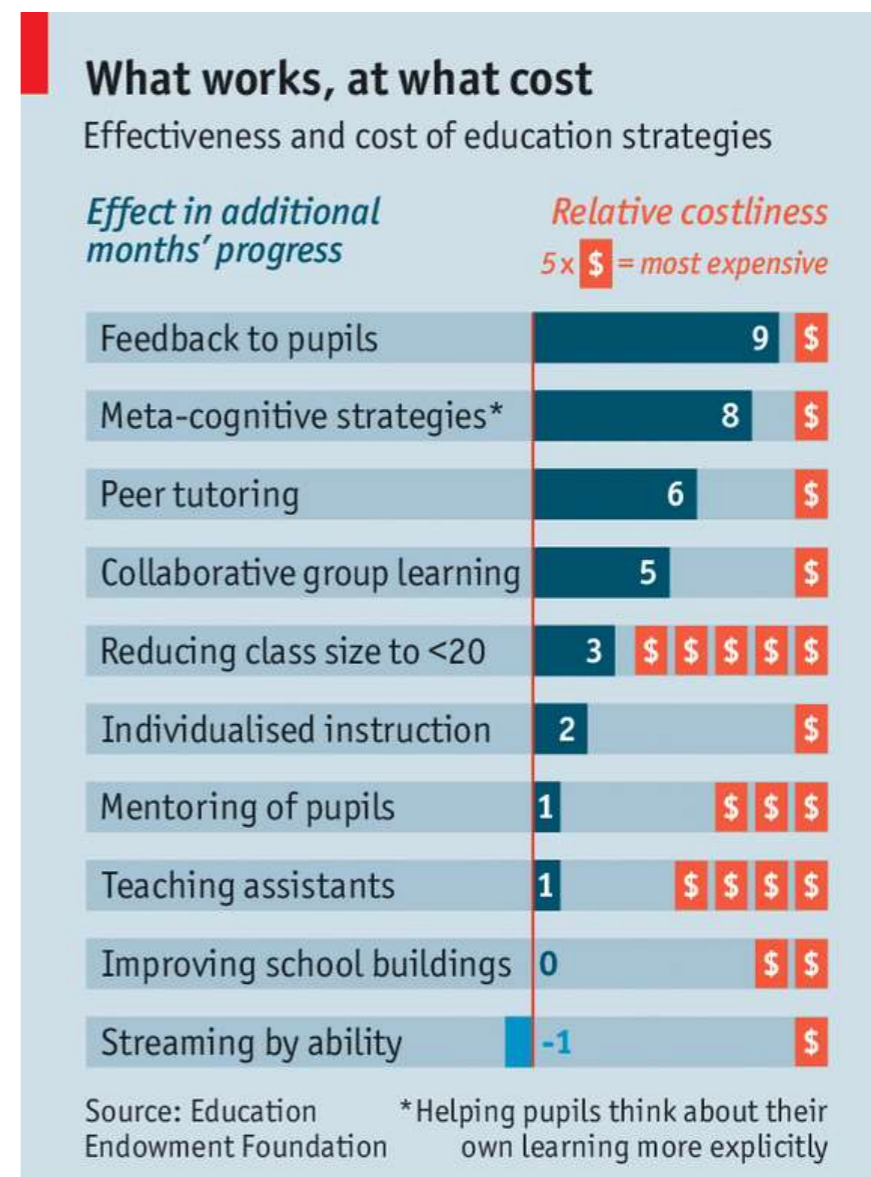 What works, at what cost
Effectiveness and cost of education strategies
Effect in additional
months' progress
Relative costliness
5 x $ = most expensive
Feedback to pupils 9 $
Meta-cognitive strategies* 8 $
Peer tutoring 6 $
Collaborative group learning 5 $
Reducing class size to <20 3 $ $ $ $ $
Individualised instruction 2 $
Mentoring of pupils 1 $ $ $
Teaching assistants 1 $ $ $ $
Improving school buildings 0 $ $
Streaming by ability -1 $
Source: Education
Endowment Foundation
*Helping pupils think about their
own learning more explicitly